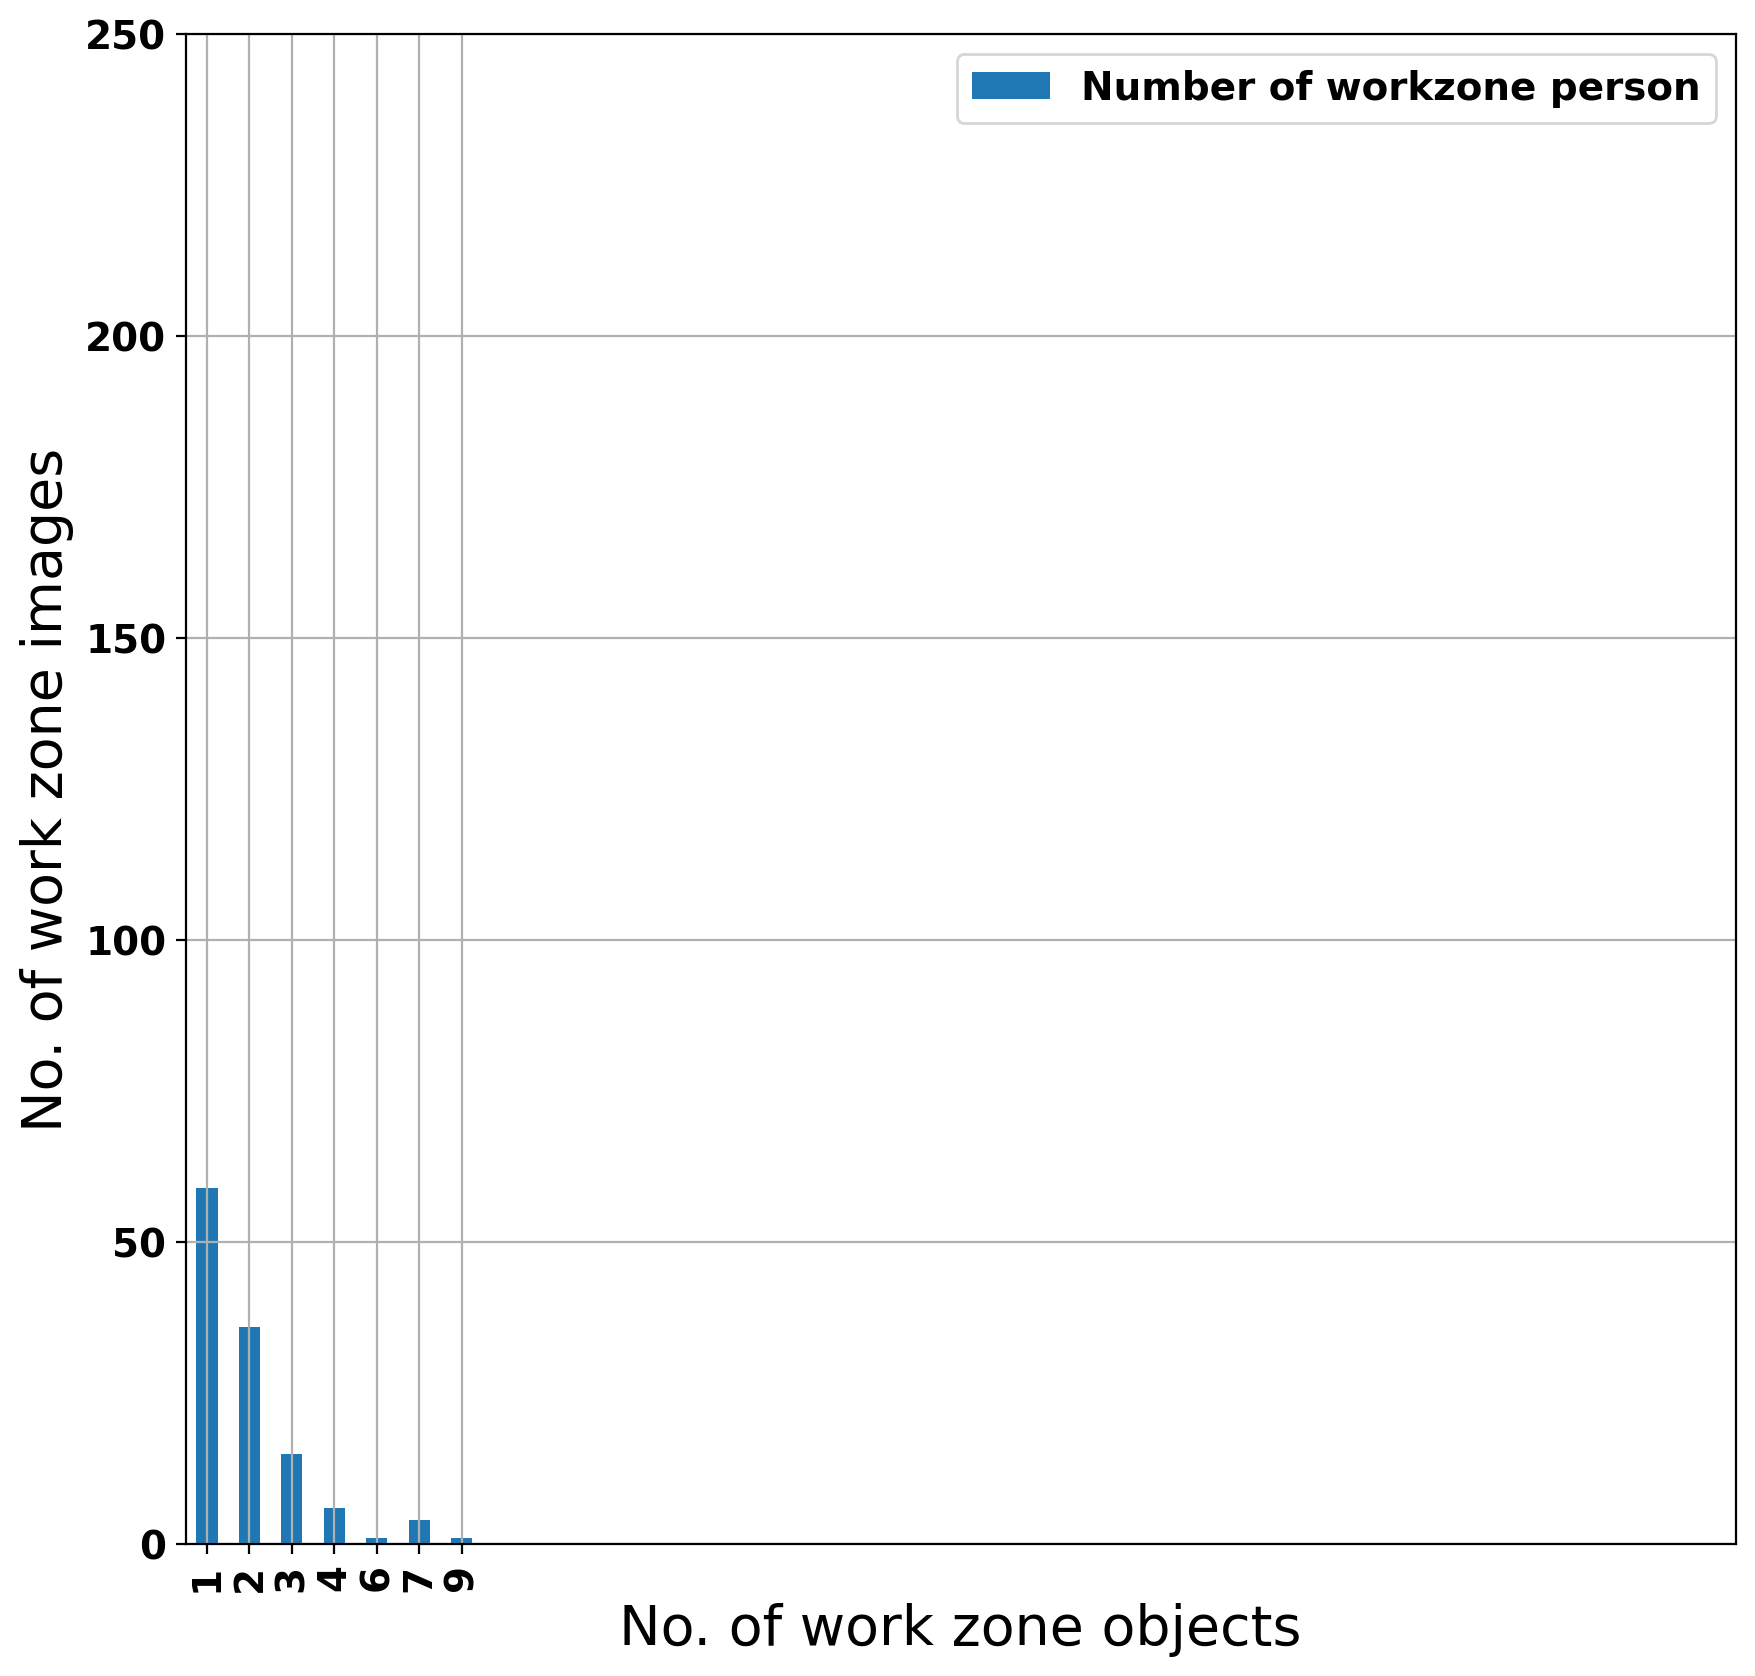 Number of workzone person
No. of work zone images
250
200
150
100
50
0
1 2 3 4 6 7 9
No. of work zone objects